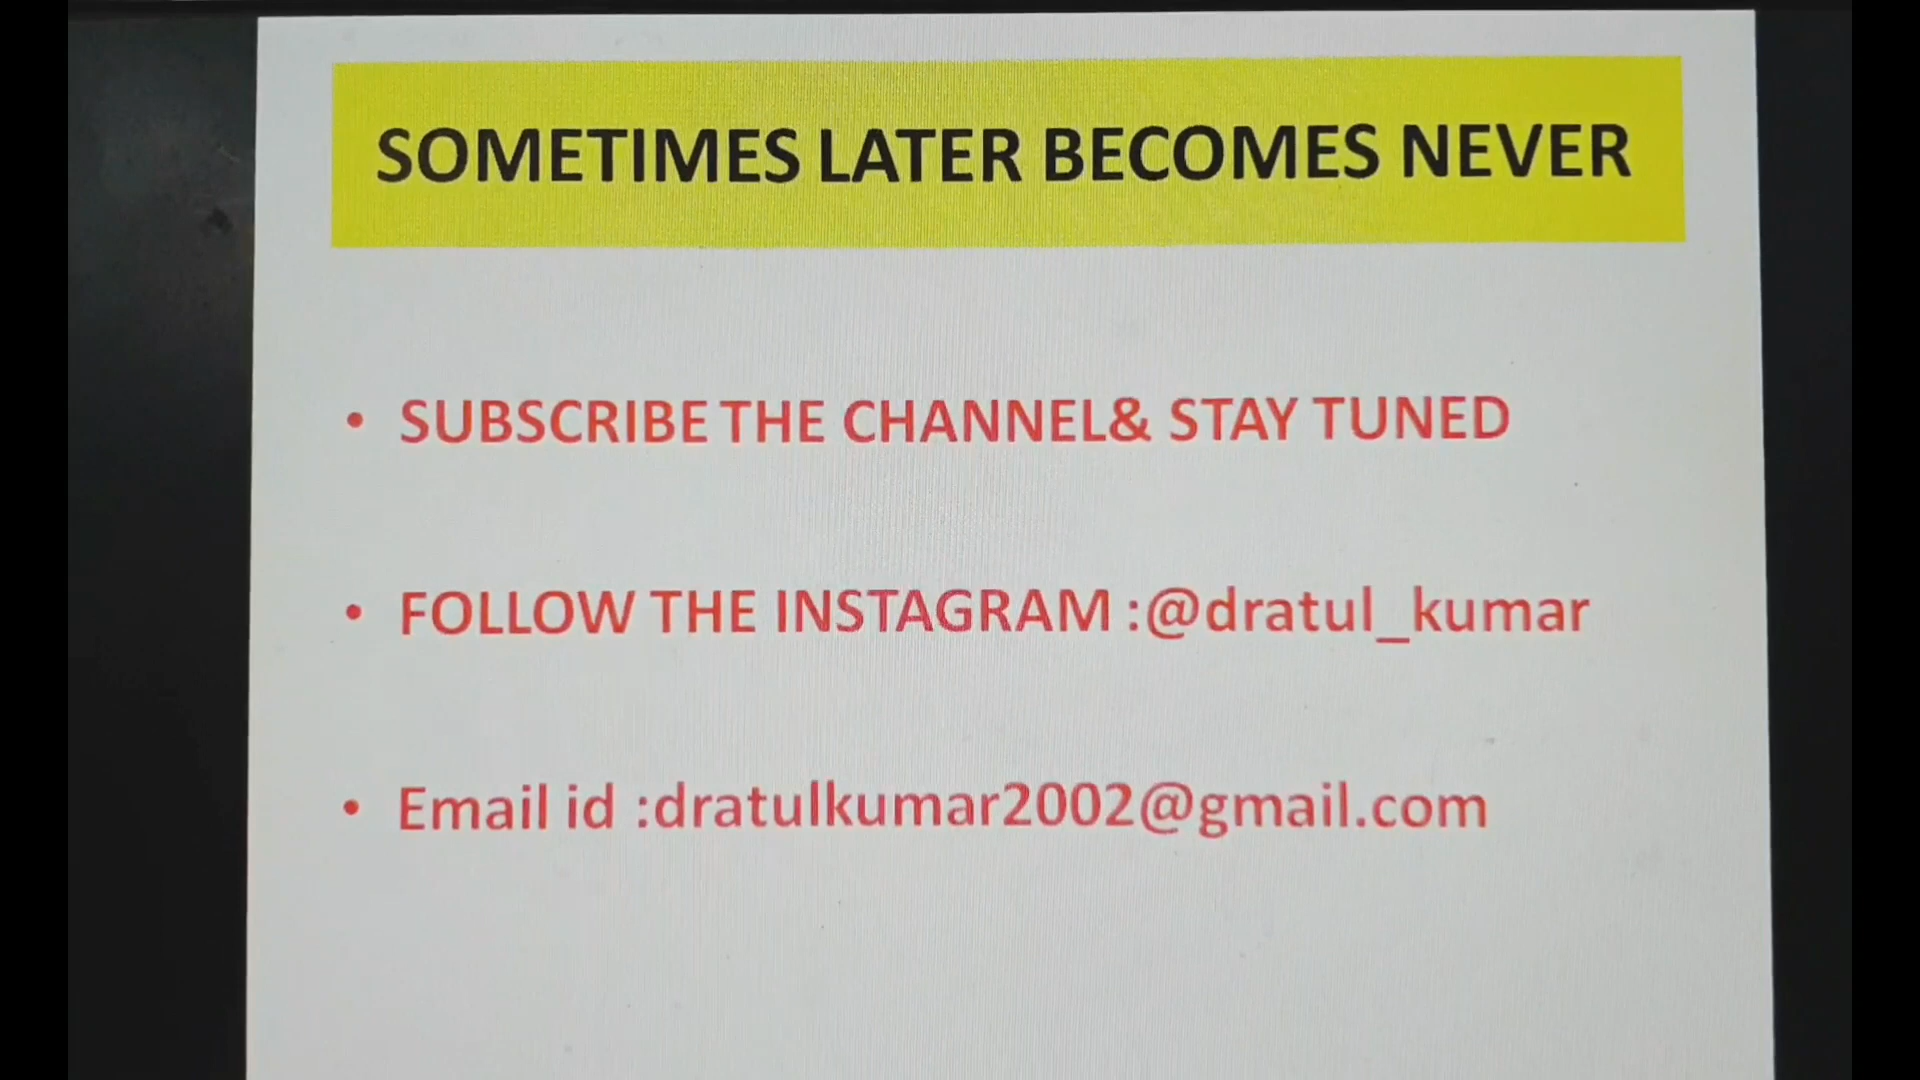 SOMETIMES LATER BECOMES NEVER
• SUBSCRIBE THE CHANNEL& STAY TUNED
• FOLLOW THE INSTAGRAM :@dratul_kumar
• Email id :dratulkumar2002@gmail.com